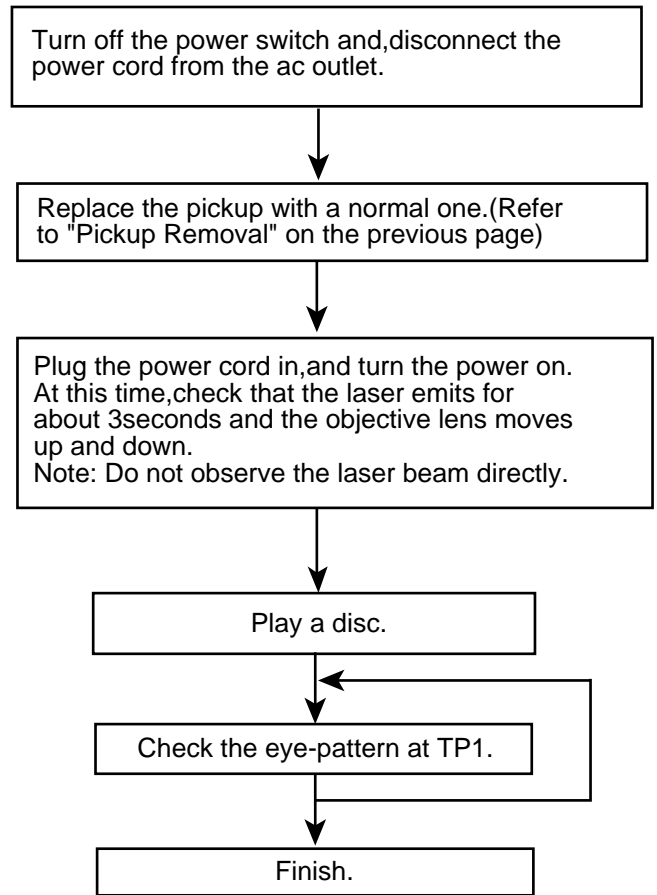 Turn off the power switch and,disconnect the
power cord from the ac outlet.
Replace the pickup with a normal one.(Refer
to "Pickup Removal" on the previous page)
Plug the power cord in,and turn the power on.
At this time,check that the laser emits for
about 3seconds and the objective lens moves
up and down.
Note: Do not observe the laser beam directly.
Play a disc.
Check the eye-pattern at TP1.
Finish.